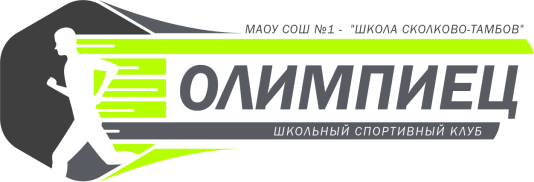 МАОУ СОШ №1 - "ШКОЛА СКОЛКОВО-ТАМБОВ"
ОЛИМПИЕЦ
ШКОЛЬНЫЙ СПОРТИВНЫЙ КЛУБ